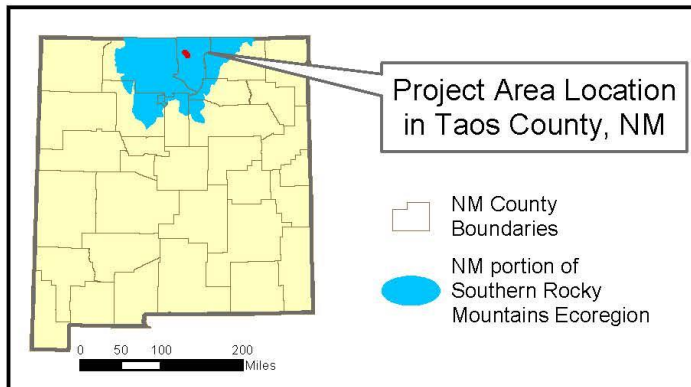 Project Area Location
in Taos County, NM
NM County
Boundaries
NM portion of
Southern Rocky
Mountains Ecoregion
0 50 100 200
Miles